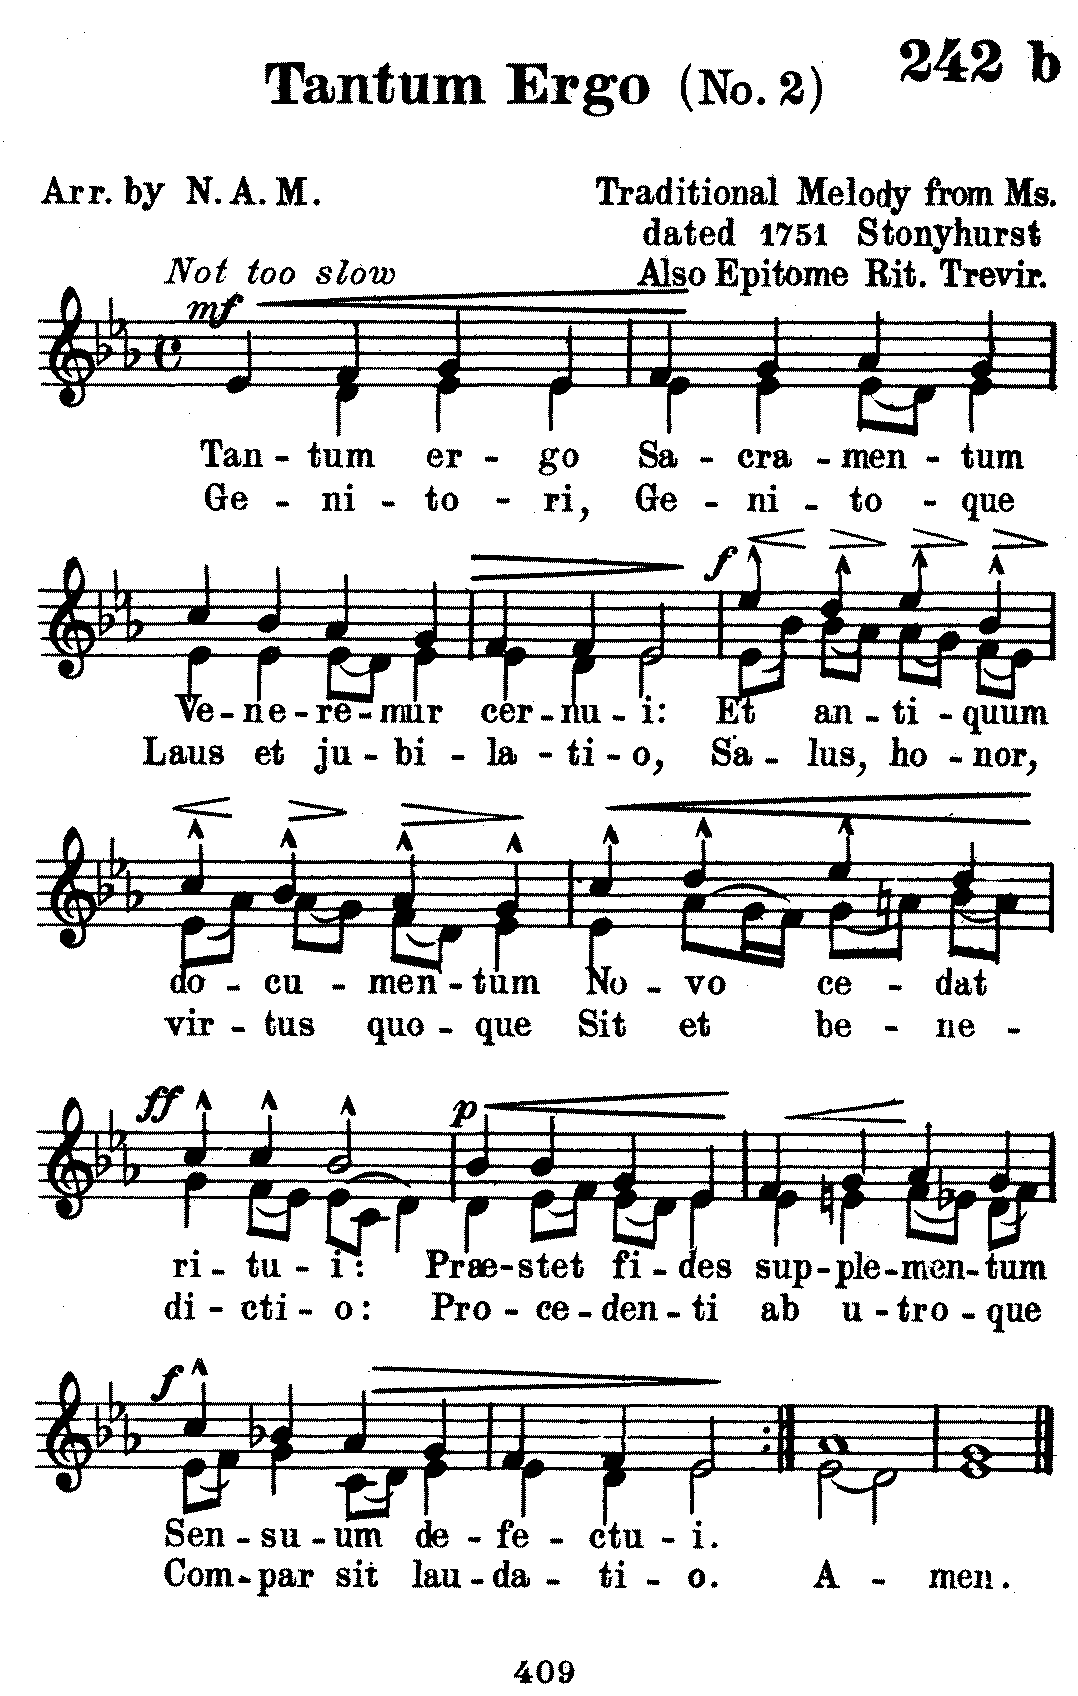 242 b
Tantum Ergo (No. 2)
Arr. by N. A. M.
Traditional Melody from Ms.
dated 1751 Stonyhurst
Also Epitome Rit. Trevir.
Not too slow
mf
Tan - tum er - go Sa - cra - men - tum
Ge - ni - to - ri, Ge - ni - to - que
f
Ve - ne - re - mur cer - nu - i: Et an - ti - quum
Laus et ju - bi - la - ti - o, Sa - lus, ho - nor,
do - cu - men - tum No - vo ce - dat
vir - tus quo - que Sit et be - ne -
ff p
ri - tu - i: Præ - stet fi - des sup - ple - men - tum
di - cti - o: Pro - ce - den - ti ab u - tro - que
f
Sen - su - um de - fe - ctu - i.
Com - par sit lau - da - ti - o. A - men.
409